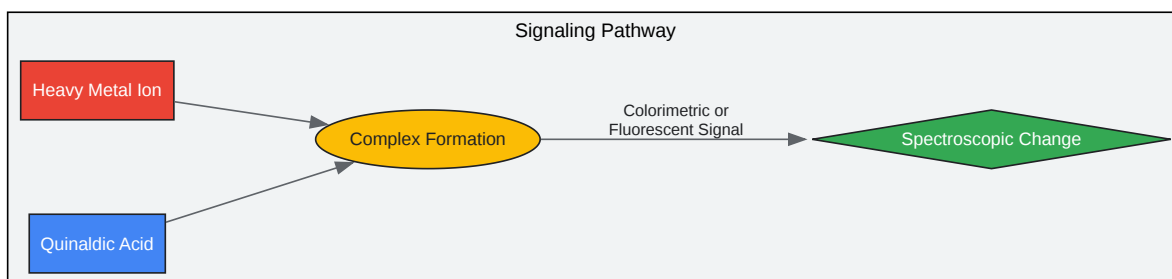 Signaling Pathway
Heavy Metal Ion
Colorimetric or
Fluorescent Signal
Complex Formation
Spectroscopic Change
Quinaldic Acid